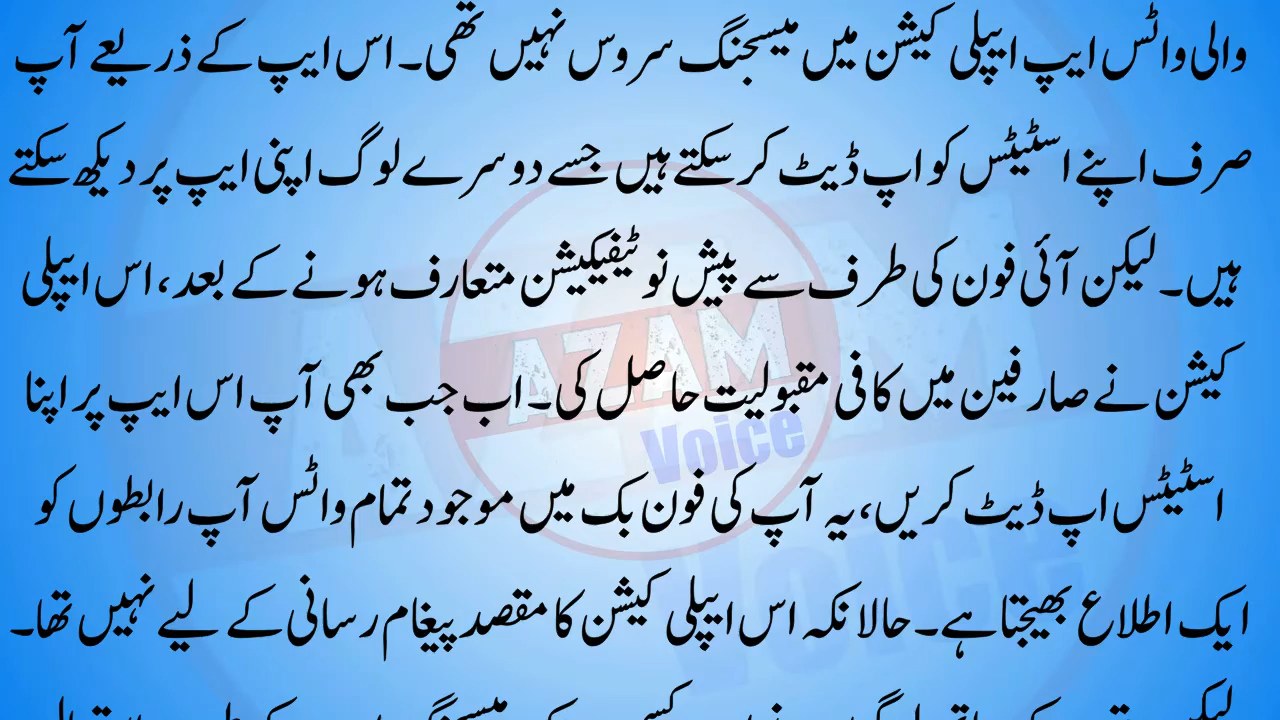 والی واٹس ایپ ایپلی کیشن میں میسجنگ سروس نہیں تھی۔ اس ایپ کے ذریعے آپ
صرف اپنے اسٹیٹس کو اپ ڈیٹ کر سکتے ہیں جسے دوسرے لوگ اپنی ایپ پر دیکھ سکتے
ہیں۔ لیکن آئی فون کی طرف سے پیش نوٹیفیکیشن متعارف ہونے کے بعد، اس ایپلی
کیشن نے صارفین میں کافی مقبولیت حاصل کی۔ اب جب بھی آپ اس ایپ پر اپنا
اسٹیٹس اپ ڈیٹ کریں، یہ آپ کی فون بک میں موجود تمام واٹس آپ رابطوں کو
ایک اطلاع بھیجتا ہے۔ حالانکہ اس ایپلی کیشن کا مقصد پیغام رسانی کے لیے نہیں تھا۔
AZAM
Voice